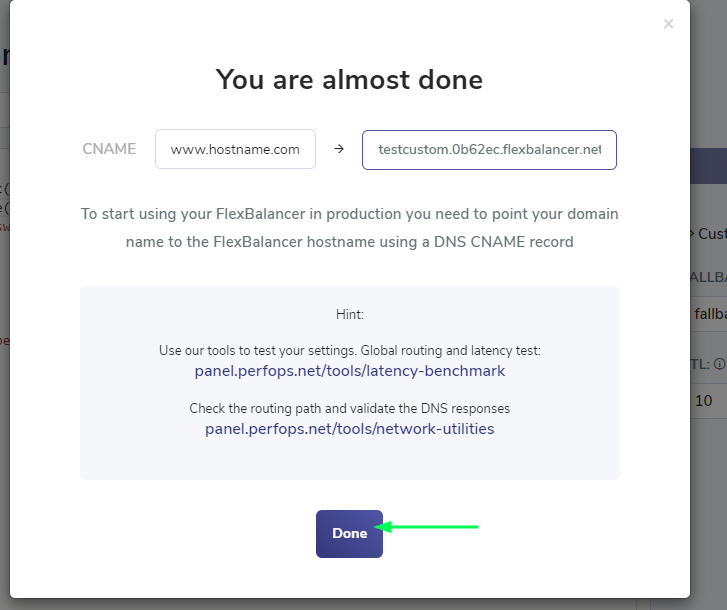 You are almost done
CNAME www.hostname.com → testcustom.0b62ec.flexbalancer.net
To start using your FlexBalancer in production you need to point your domain
name to the FlexBalancer hostname using a DNS CNAME record
Hint:
Use our tools to test your settings. Global routing and latency test:
panel.perfops.net/tools/latency-benchmark
Check the routing path and validate the DNS responses
panel.perfops.net/tools/network-utilities
Done
TL:
10